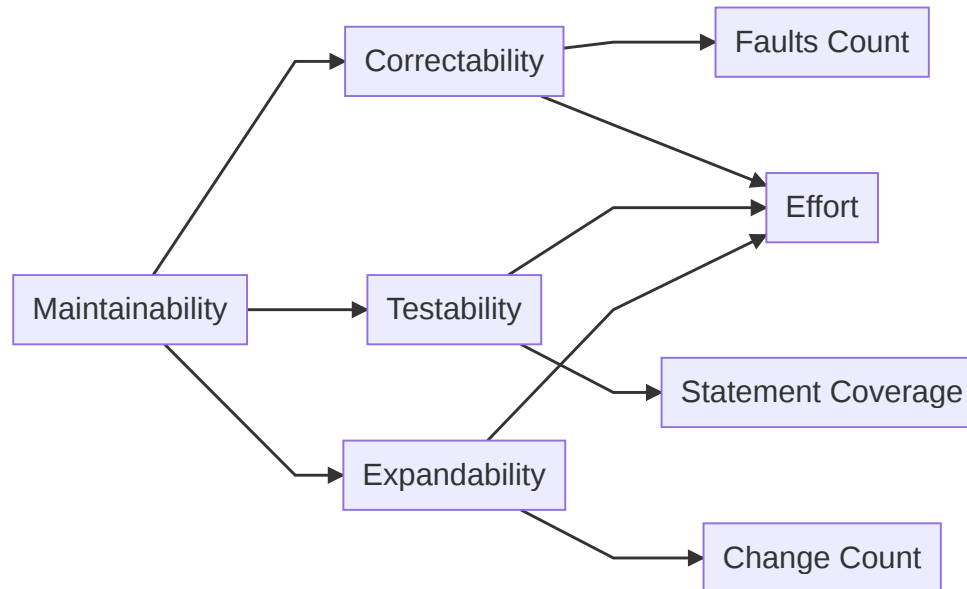 Faults Count
Correctability
Effort
Maintainability
Testability
Statement Coverage
Expandability
Change Count